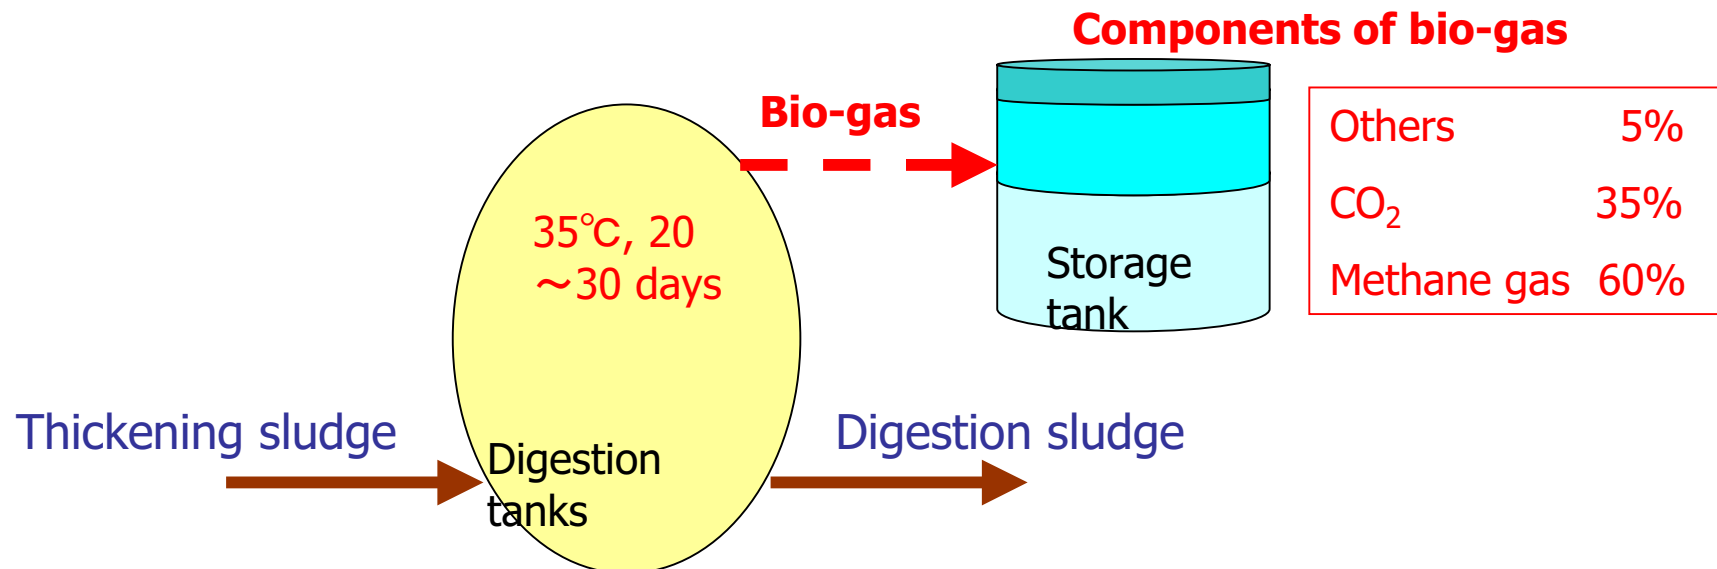 Components of bio-gas
Bio-gas
Others 5%
CO₂ 35%
Methane gas 60%
35℃, 20
～30 days
Storage
tank
Thickening sludge
Digestion sludge
Digestion
tanks